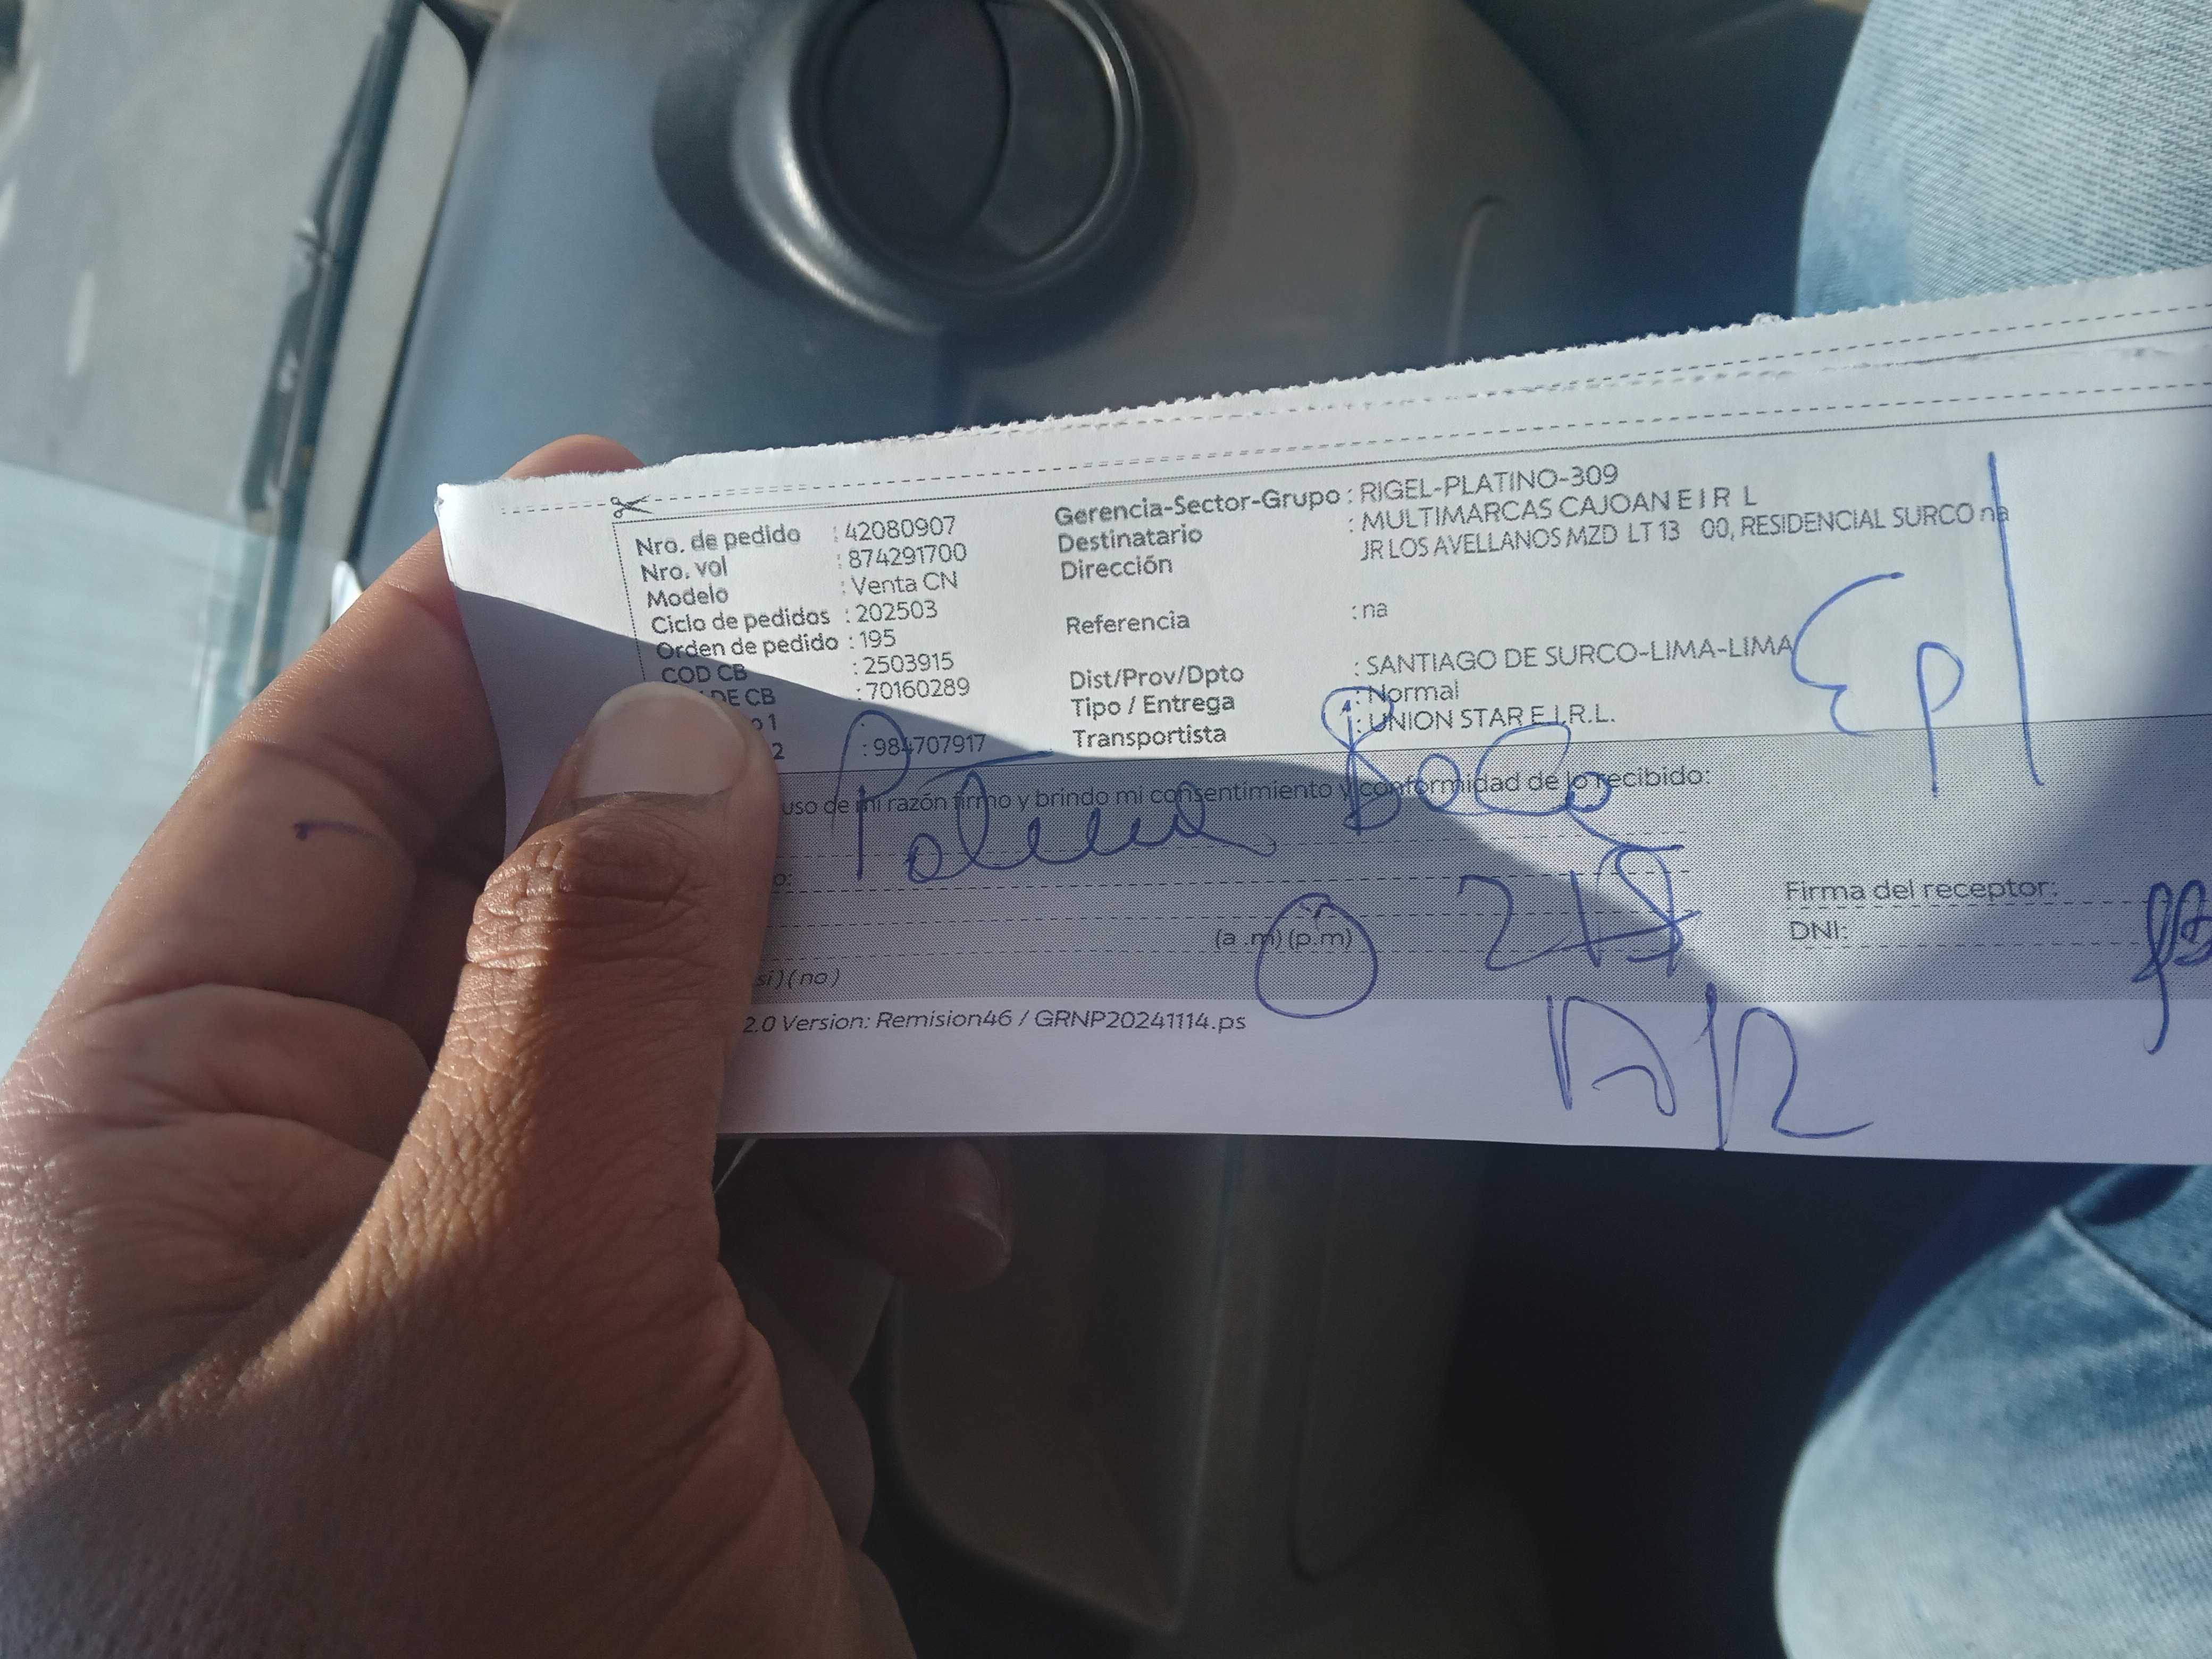 Nro. de pedido : 42080907
Nro. vol : 874291700
Modelo : Venta CN
Ciclo de pedidos : 202503
Orden de pedido : 195
COD CB : 2503915
DE CB : 70160289
1 :
2 : 984707917
Gerencia-Sector-Grupo : RIGEL-PLATINO-309
Destinatario : MULTIMARCAS CAJOAN E I R L
Dirección : JR LOS AVELLANOS MZD LT 13 00, RESIDENCIAL SURCO na
Referencia : na
Dist/Prov/Dpto : SANTIAGO DE SURCO-LIMA-LIMA
Tipo / Entrega : Normal
Transportista : UNION STAR E.I.R.L.
uso de mi razón firmo y brindo mi consentimiento y conformidad de lo recibido:
o:
(a .m) (p.m)
si ) ( no )
Firma del receptor:
DNI:
2.0 Version: Remision46 / GRNP20241114.ps